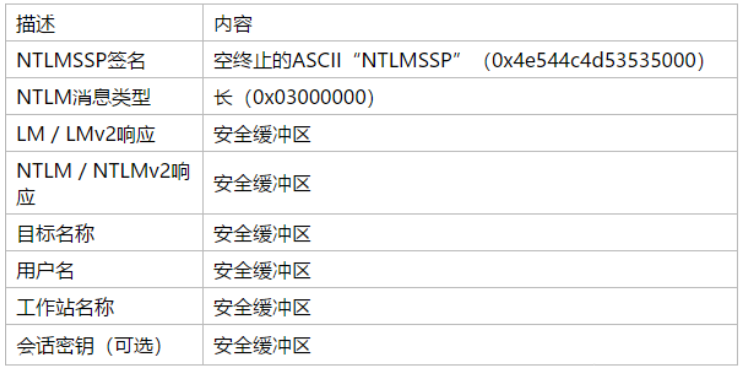 描述 内容
NTLMSSP签名 空终止的ASCII“NTLMSSP”（0x4e544c4d53535000）
NTLM消息类型 长（0x03000000）
LM / LMv2响应 安全缓冲区
NTLM / NTLMv2响
应 安全缓冲区
目标名称 安全缓冲区
用户名 安全缓冲区
工作站名称 安全缓冲区
会话密钥（可选） 安全缓冲区